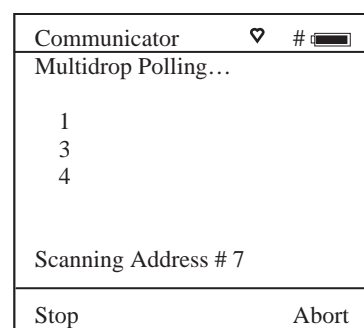 Communicator ♡ #
Multidrop Polling…
1
3
4
Scanning Address # 7
Stop Abort